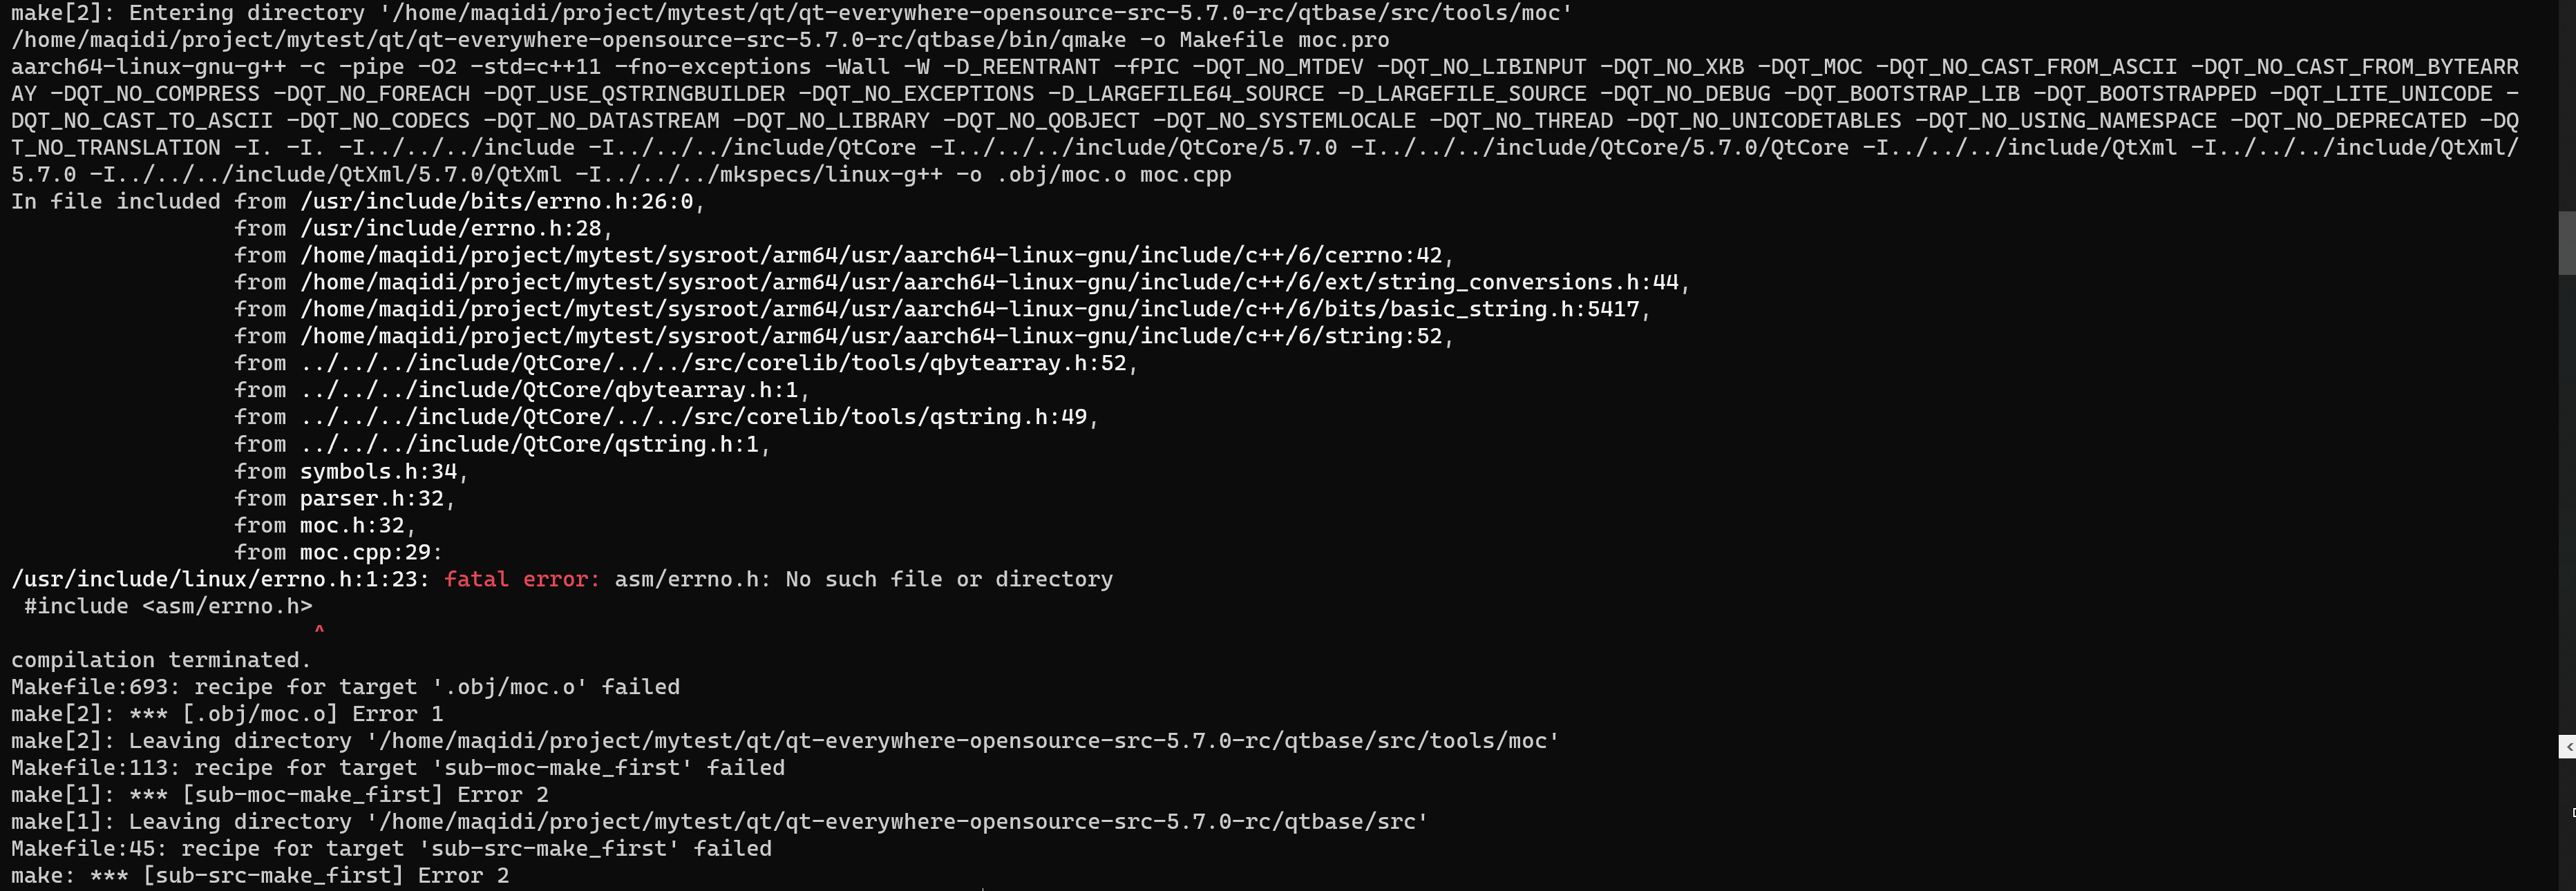 make[2]: Entering directory '/home/maqidi/project/mytest/qt/qt-everywhere-opensource-src-5.7.0-rc/qtbase/src/tools/moc'
/home/maqidi/project/mytest/qt/qt-everywhere-opensource-src-5.7.0-rc/qtbase/bin/qmake -o Makefile moc.pro
aarch64-linux-gnu-g++ -c -pipe -O2 -std=c++11 -fno-exceptions -Wall -W -D_REENTRANT -fPIC -DQT_NO_MTDEV -DQT_NO_LIBINPUT -DQT_NO_XKB -DQT_MOC -DQT_NO_CAST_FROM_ASCII -DQT_NO_CAST_FROM_BYTEARR
AY -DQT_NO_COMPRESS -DQT_NO_FOREACH -DQT_USE_QSTRINGBUILDER -DQT_NO_EXCEPTIONS -D_LARGEFILE64_SOURCE -D_LARGEFILE_SOURCE -DQT_NO_DEBUG -DQT_BOOTSTRAP_LIB -DQT_BOOTSTRAPPED -DQT_LITE_UNICODE -
DQT_NO_CAST_TO_ASCII -DQT_NO_CODECS -DQT_NO_DATASTREAM -DQT_NO_LIBRARY -DQT_NO_QOBJECT -DQT_NO_SYSTEMLOCALE -DQT_NO_THREAD -DQT_NO_UNICODETABLES -DQT_NO_USING_NAMESPACE -DQT_NO_DEPRECATED -DQ
T_NO_TRANSLATION -I. -I. -I../../../include -I../../../include/QtCore -I../../../include/QtCore/5.7.0 -I../../../include/QtCore/5.7.0/QtCore -I../../../include/QtXml -I../../../include/QtXml/
5.7.0 -I../../../include/QtXml/5.7.0/QtXml -I../../../mkspecs/linux-g++ -o .obj/moc.o moc.cpp
In file included from /usr/include/bits/errno.h:26:0,
from /usr/include/errno.h:28,
from /home/maqidi/project/mytest/sysroot/arm64/usr/aarch64-linux-gnu/include/c++/6/cerrno:42,
from /home/maqidi/project/mytest/sysroot/arm64/usr/aarch64-linux-gnu/include/c++/6/ext/string_conversions.h:44,
from /home/maqidi/project/mytest/sysroot/arm64/usr/aarch64-linux-gnu/include/c++/6/bits/basic_string.h:5417,
from /home/maqidi/project/mytest/sysroot/arm64/usr/aarch64-linux-gnu/include/c++/6/string:52,
from ../../../include/QtCore/../../src/corelib/tools/qbytearray.h:52,
from ../../../include/QtCore/qbytearray.h:1,
from ../../../include/QtCore/../../src/corelib/tools/qstring.h:49,
from ../../../include/QtCore/qstring.h:1,
from symbols.h:34,
from parser.h:32,
from moc.h:32,
from moc.cpp:29:
/usr/include/linux/errno.h:1:23: fatal error: asm/errno.h: No such file or directory
#include <asm/errno.h>
^
compilation terminated.
Makefile:693: recipe for target '.obj/moc.o' failed
make[2]: *** [.obj/moc.o] Error 1
make[2]: Leaving directory '/home/maqidi/project/mytest/qt/qt-everywhere-opensource-src-5.7.0-rc/qtbase/src/tools/moc'
Makefile:113: recipe for target 'sub-moc-make_first' failed
make[1]: *** [sub-moc-make_first] Error 2
make[1]: Leaving directory '/home/maqidi/project/mytest/qt/qt-everywhere-opensource-src-5.7.0-rc/qtbase/src'
Makefile:45: recipe for target 'sub-src-make_first' failed
make: *** [sub-src-make_first] Error 2